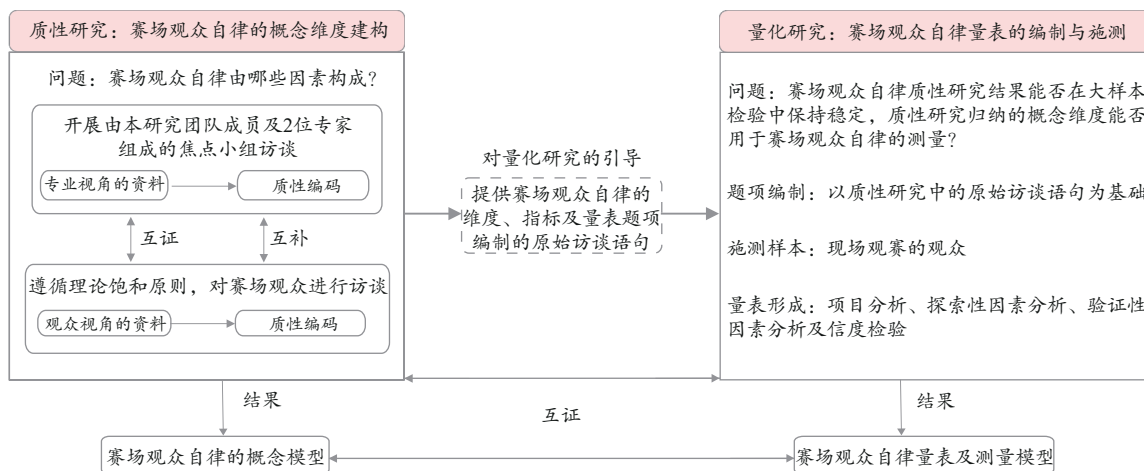 质性研究：赛场观众自律的概念维度建构
问题：赛场观众自律由哪些因素构成？
开展由本研究团队成员及2位专家
组成的焦点小组访谈
专业视角的资料
质性编码
互证
互补
遵循理论饱和原则，对赛场观众进行访谈
观众视角的资料
质性编码
结果
赛场观众自律的概念模型
对量化研究的引导
提供赛场观众自律的
维度、指标及量表题项
编制的原始访谈语句
互证
量化研究：赛场观众自律量表的编制与施测
问题：赛场观众自律质性研究结果能否在大样本
检验中保持稳定，质性研究归纳的概念维度能否
用于赛场观众自律的测量？
题项编制：以质性研究中的原始访谈语句为基础
施测样本：现场观赛的观众
量表形成：项目分析、探索性因素分析、验证性
因素分析及信度检验
结果
赛场观众自律量表及测量模型